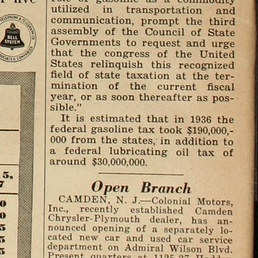 utilized in transportation and
communication, prompt the third
assembly of the Council of State
Governments to request and urge
that the congress of the United
States relinquish this recognized
field of state taxation at the ter-
mination of the current fiscal
year, or as soon thereafter as pos-
sible."
It is estimated that in 1936 the
federal gasoline tax took $190,000,-
000 from the states, in addition to
a federal lubricating oil tax of
around $30,000,000.
Open Branch
CAMDEN, N. J.—Colonial Motors,
Inc., recently established Camden
Chrysler-Plymouth dealer, has an-
nounced opening of a separately lo-
cated new car and used car service
department on Admiral Wilson Blvd.
Present quarters at
BELL
SYSTEM